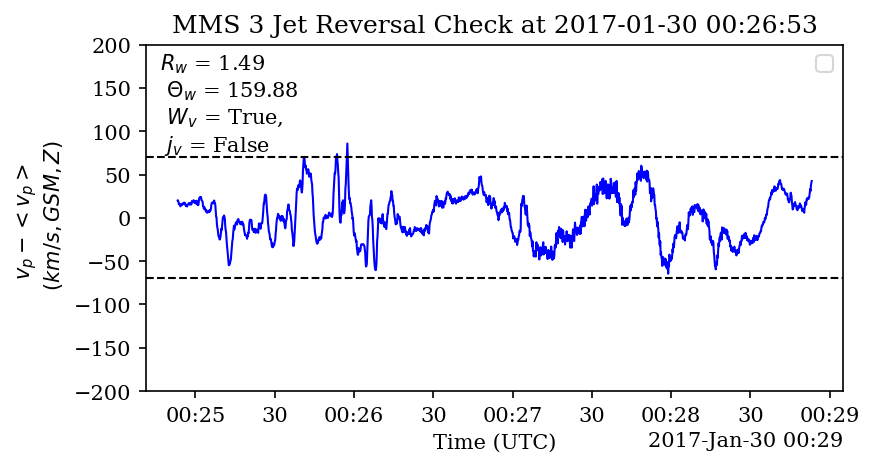 MMS 3 Jet Reversal Check at 2017-01-30 00:26:53
200
150
100
50
0
−50
−100
−150
−200
v_p − < v_p >
(km/s, GSM, Z)
R_w = 1.49
Θ_w = 159.88
W_v = True,
j_v = False
00:25 30 00:26 30 00:27 30 00:28 30 00:29
Time (UTC)
2017-Jan-30 00:29